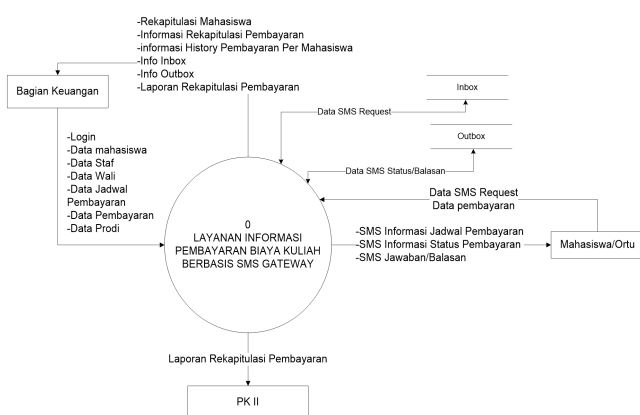 -Rekapitulasi Mahasiswa
-Informasi Rekapitulasi Pembayaran
-informasi History Pembayaran Per Mahasiswa
-Info Inbox
-Info Outbox
-Laporan Rekapitulasi Pembayaran
Bagian Keuangan
Inbox
Data SMS Request
Outbox
-Login
-Data mahasiswa
-Data Staf
-Data Wali
-Data Jadwal
Pembayaran
-Data Pembayaran
-Data Prodi
Data SMS Status/Balasan
Data SMS Request
Data pembayaran
0
LAYANAN INFORMASI
PEMBAYARAN BIAYA KULIAH
BERBASIS SMS GATEWAY
-SMS Informasi Jadwal Pembayaran
-SMS Informasi Status Pembayaran
-SMS Jawaban/Balasan
Mahasiswa/Ortu
Laporan Rekapitulasi Pembayaran
PK II